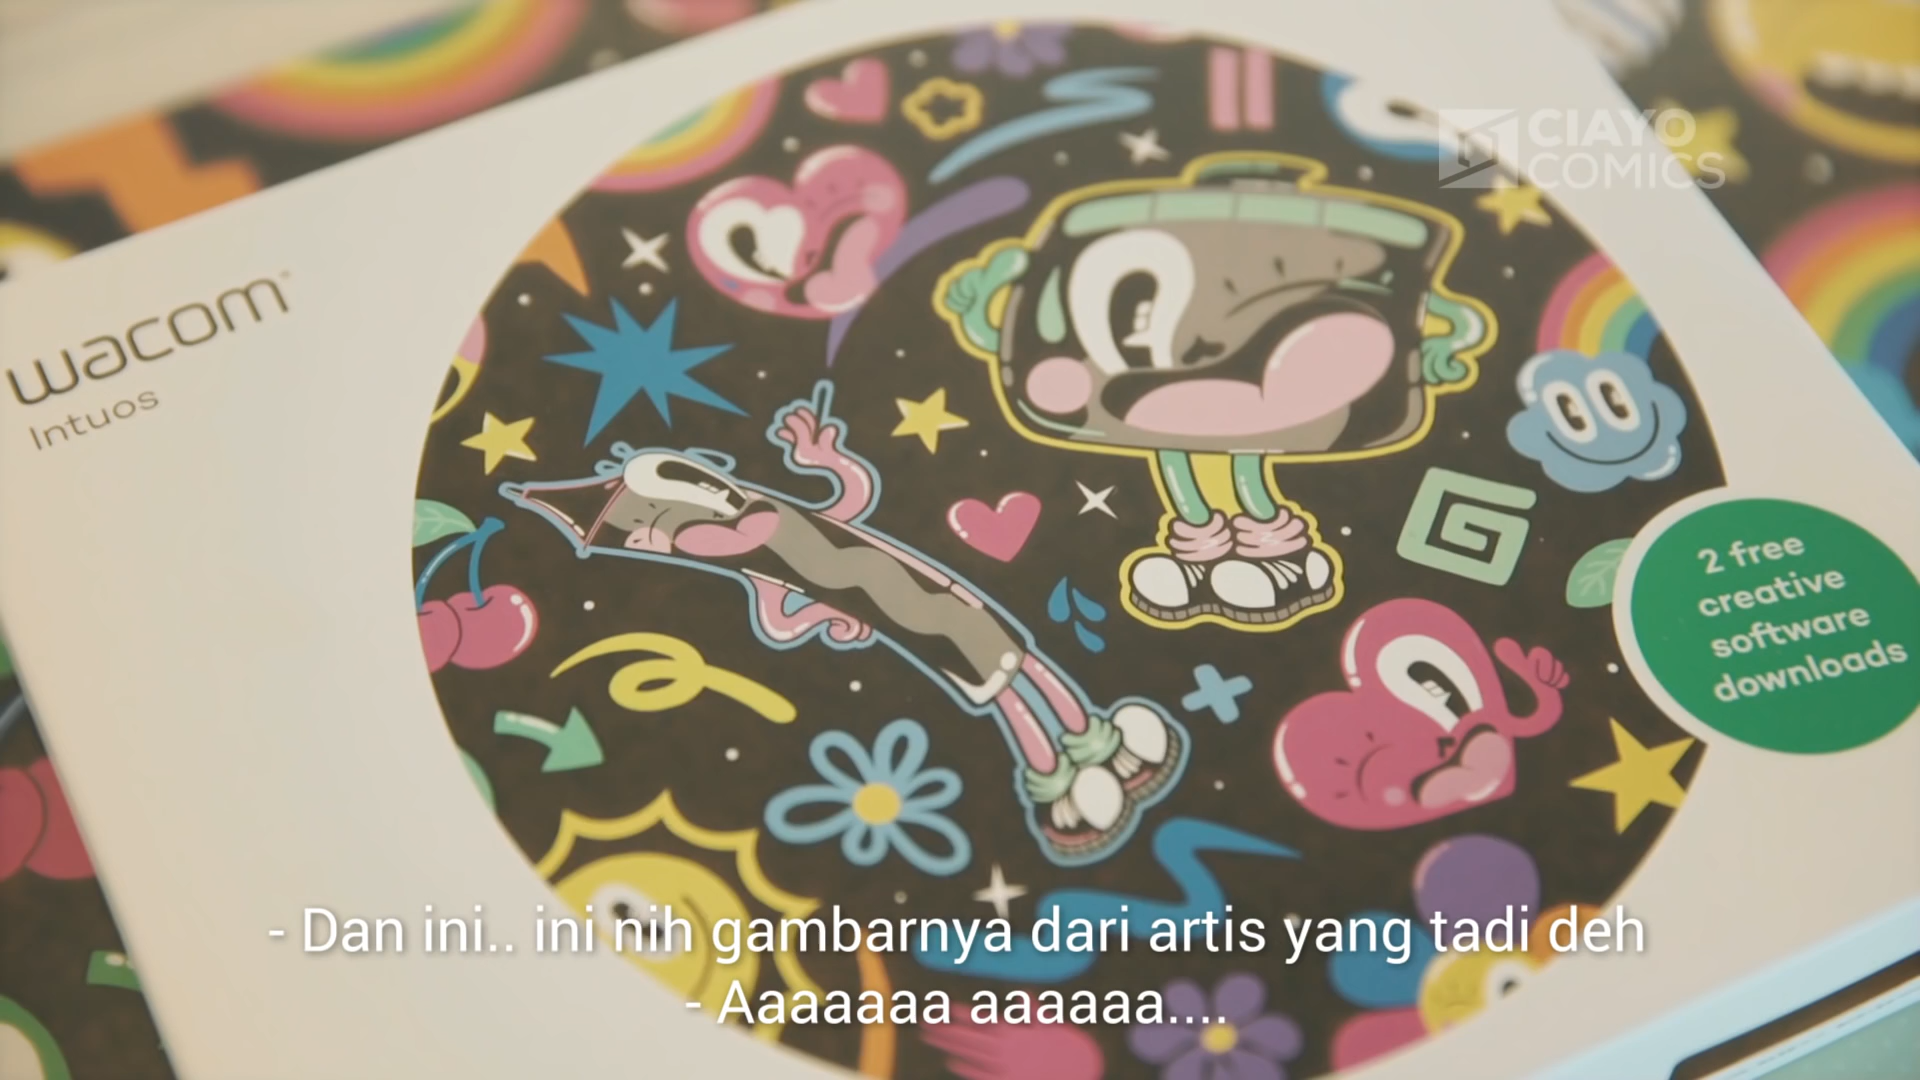 CIAYO
COMICS
wacom
Intuos
2 free
creative
software
downloads
- Dan ini.. ini nih gambarnya dari artis yang tadi deh
- Aaaaaaa aaaaaa....